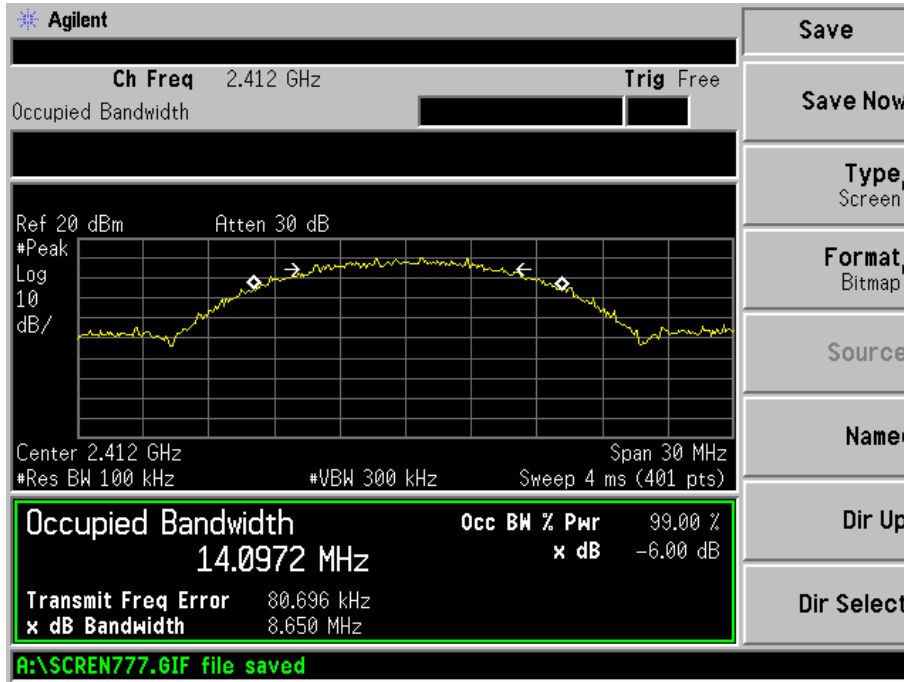 Agilent
Save
Ch Freq 2.412 GHz Trig Free
Occupied Bandwidth
Save Now
Type
Screen
Ref 20 dBm Atten 30 dB
#Peak
Log
10
dB/
Format
Bitmap
Source
Name
Center 2.412 GHz Span 30 MHz
#Res BW 100 kHz #VBW 300 kHz Sweep 4 ms (401 pts)
Occupied Bandwidth
14.0972 MHz
Occ BW % Pwr 99.00 %
x dB -6.00 dB
Dir Up
Transmit Freq Error 80.696 kHz
x dB Bandwidth 8.650 MHz
Dir Select
A:\SCREN777.GIF file saved